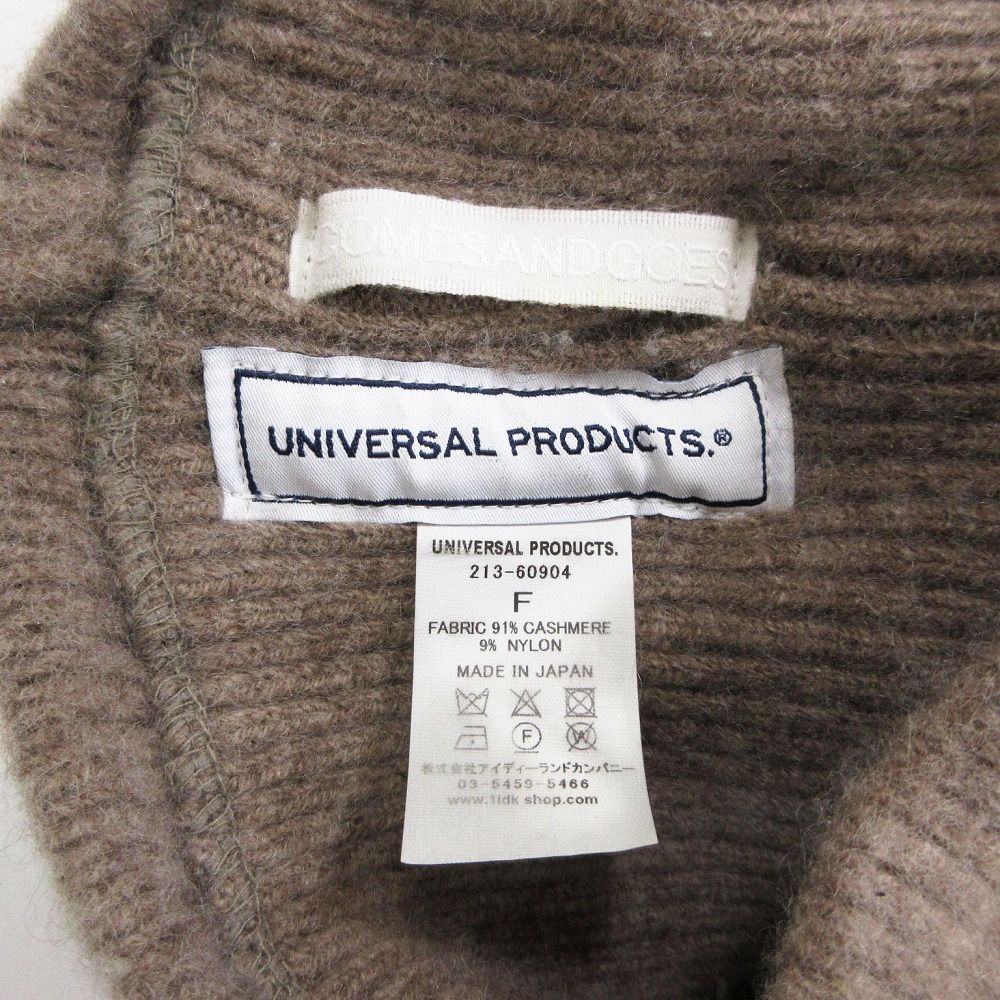 COMESANDGOES
UNIVERSAL PRODUCTS.®
UNIVERSAL PRODUCTS.
213-60904
F
FABRIC 91% CASHMERE
9% NYLON
MADE IN JAPAN
F
W
株式会社アイディーランドカンパニー
03-5459-5466
www.1ldk shop.com